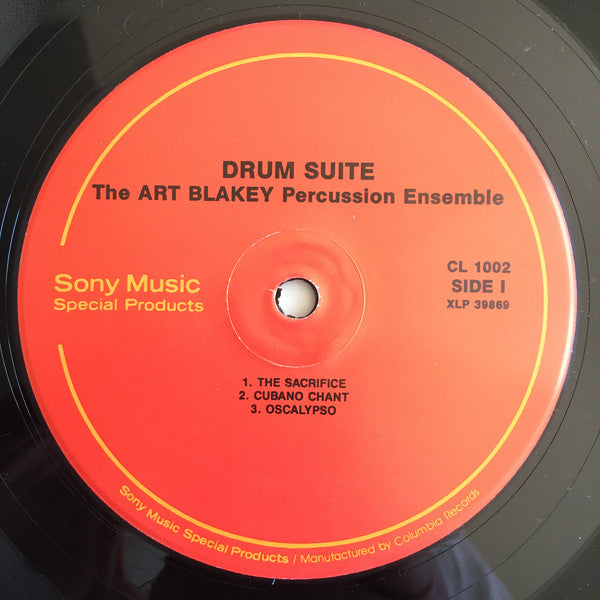 DRUM SUITE
The ART BLAKEY Percussion Ensemble
Sony Music
Special Products
CL 1002
SIDE I
XLP 39869
1. THE SACRIFICE
2. CUBANO CHANT
3. OSCALYPSO
Sony Music Special Products / Manufactured by Columbia Records